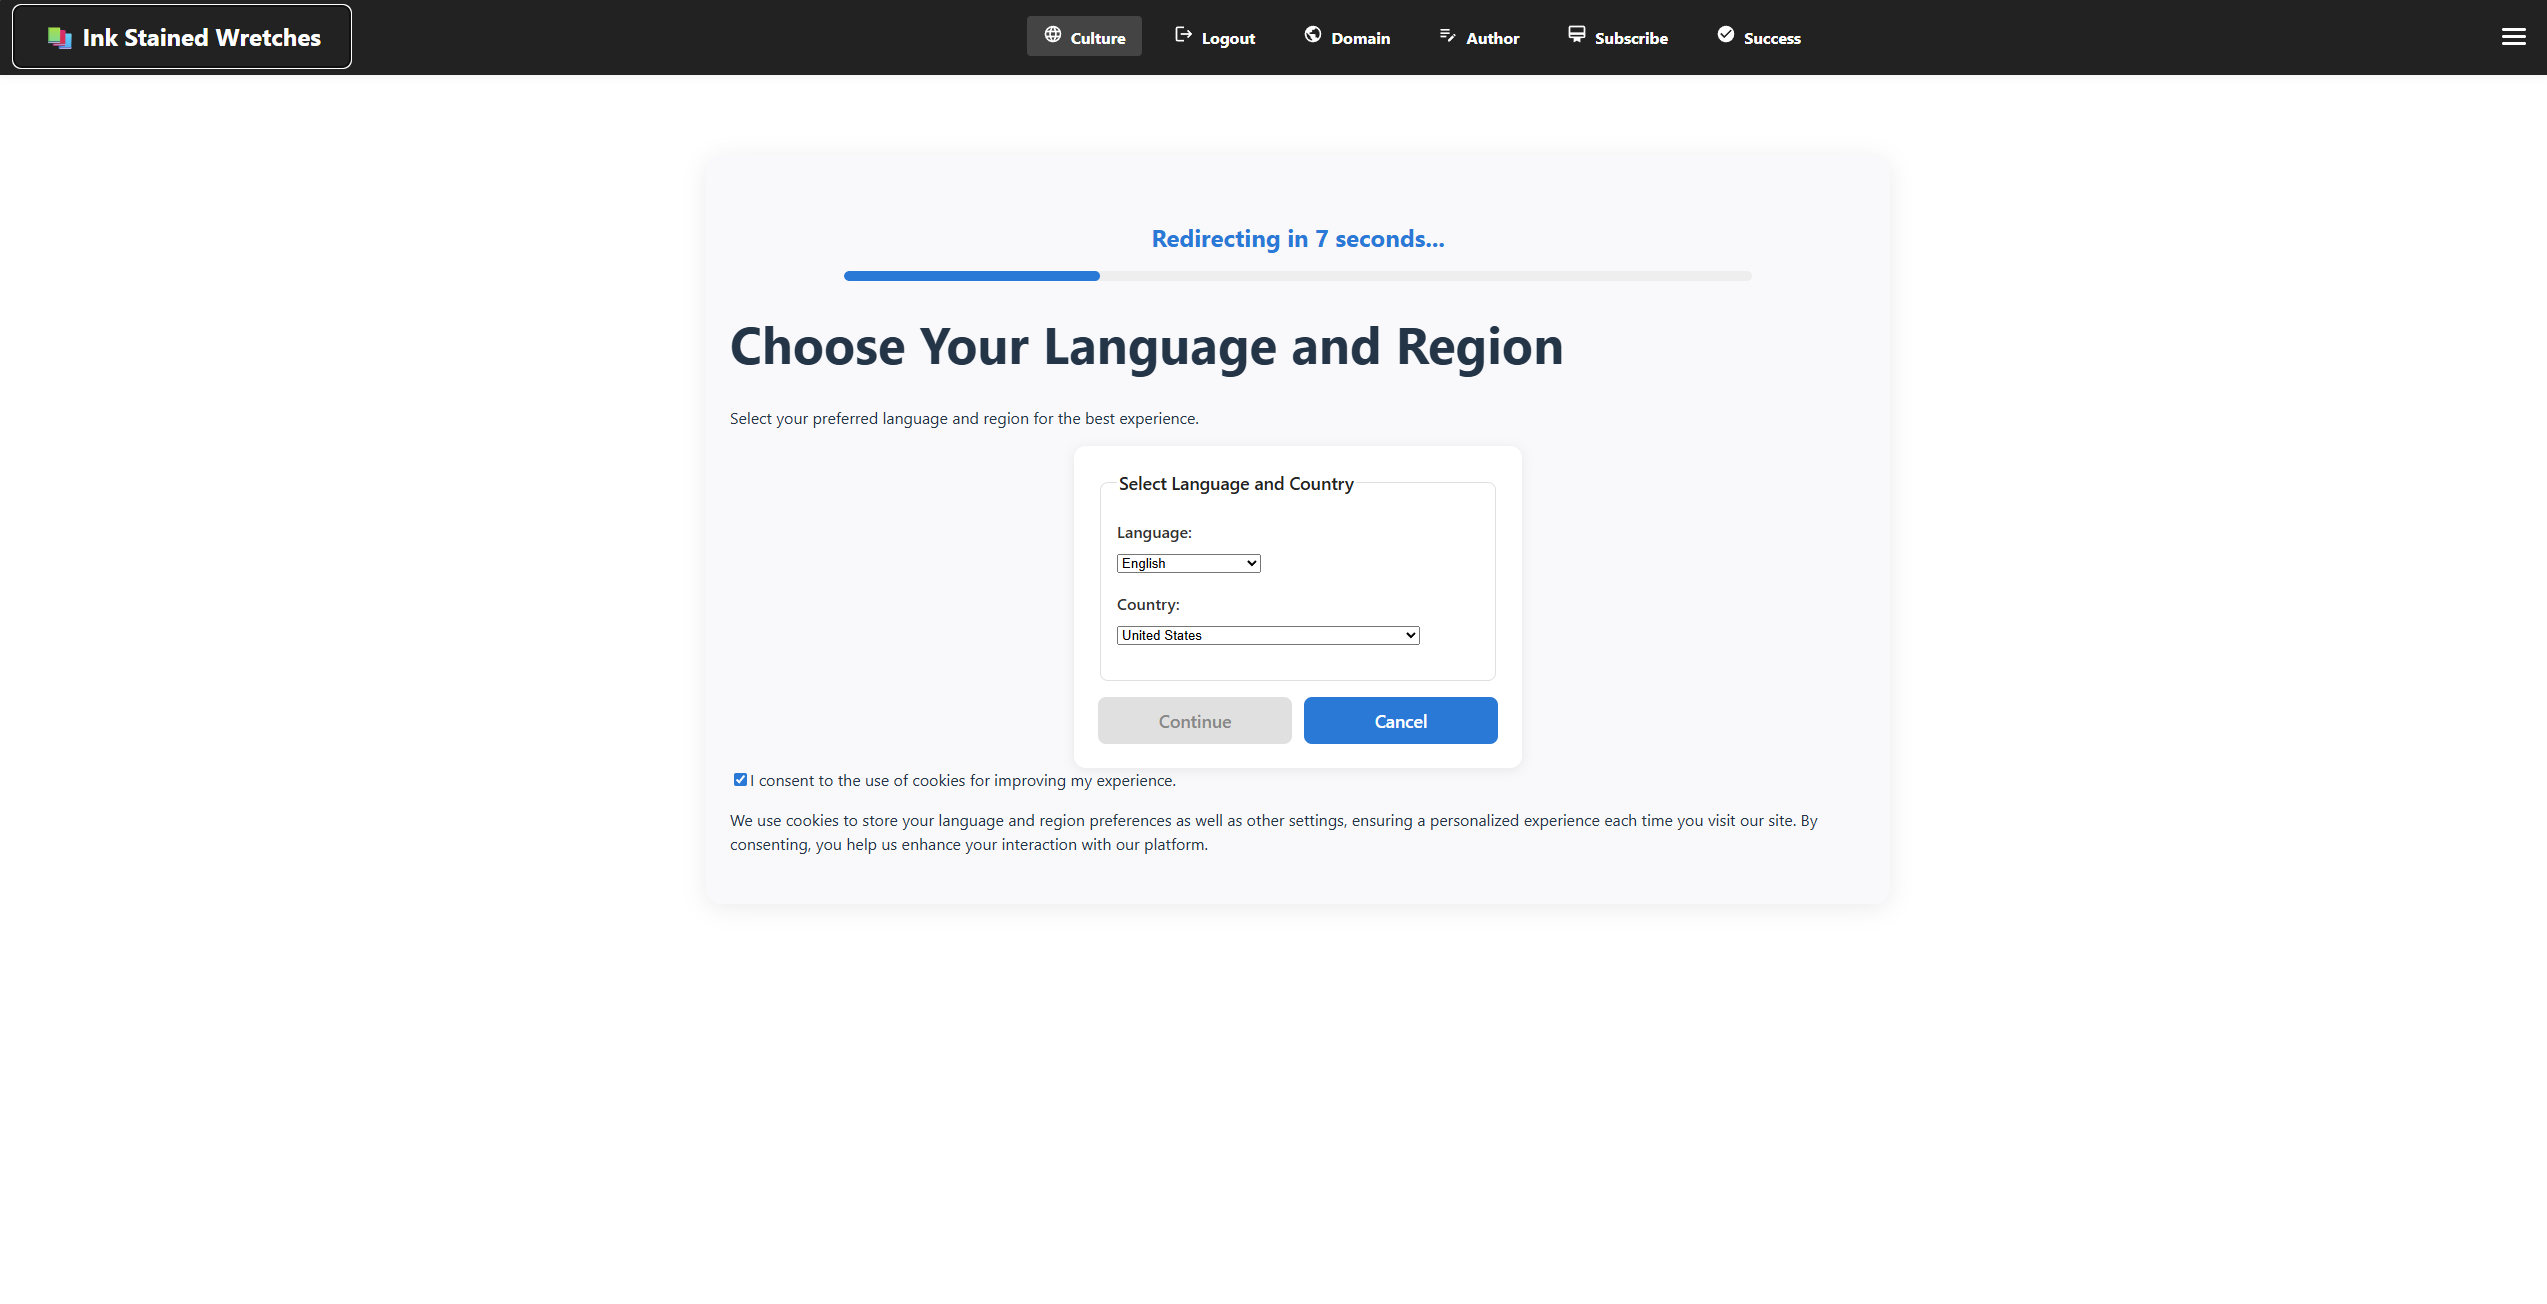 Ink Stained Wretches
Culture
Logout
Domain
Author
Subscribe
Success
Redirecting in 7 seconds...
Choose Your Language and Region
Select your preferred language and region for the best experience.
Select Language and Country
Language:
English
Country:
United States
Continue
Cancel
I consent to the use of cookies for improving my experience.
We use cookies to store your language and region preferences as well as other settings, ensuring a personalized experience each time you visit our site. By
consenting, you help us enhance your interaction with our platform.